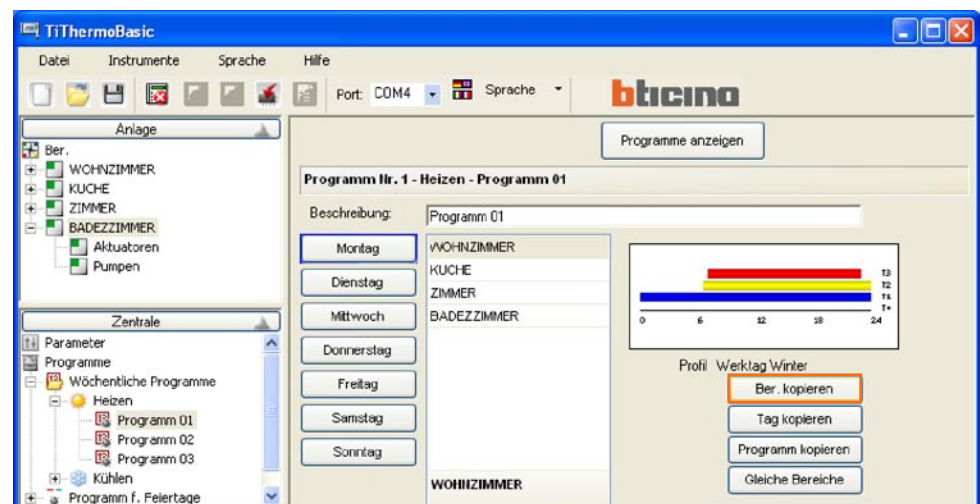 TiThermoBasic
Datei Instrumente Sprache Hilfe
Port: COM4 Sprache bticino
Anlage
Ber.
WOHNZIMMER
KUCHE
ZIMMER
BADEZZIMMER
Aktuatoren
Pumpen
Zentrale
Parameter
Programme
Wöchentliche Programme
Heizen
Programm 01
Programm 02
Programm 03
Kühlen
Programm f. Feiertage
Programme anzeigen
Programm Nr. 1 - Heizen - Programm 01
Beschreibung: Programm 01
Montag
Dienstag
Mittwoch
Donnerstag
Freitag
Samstag
Sonntag
WOHNZIMMER
KUCHE
ZIMMER
BADEZZIMMER
WOHNZIMMER
T3
T2
T1
T*
0 6 12 18 24
Profil Werktag Winter
Ber. kopieren
Tag kopieren
Programm kopieren
Gleiche Bereiche